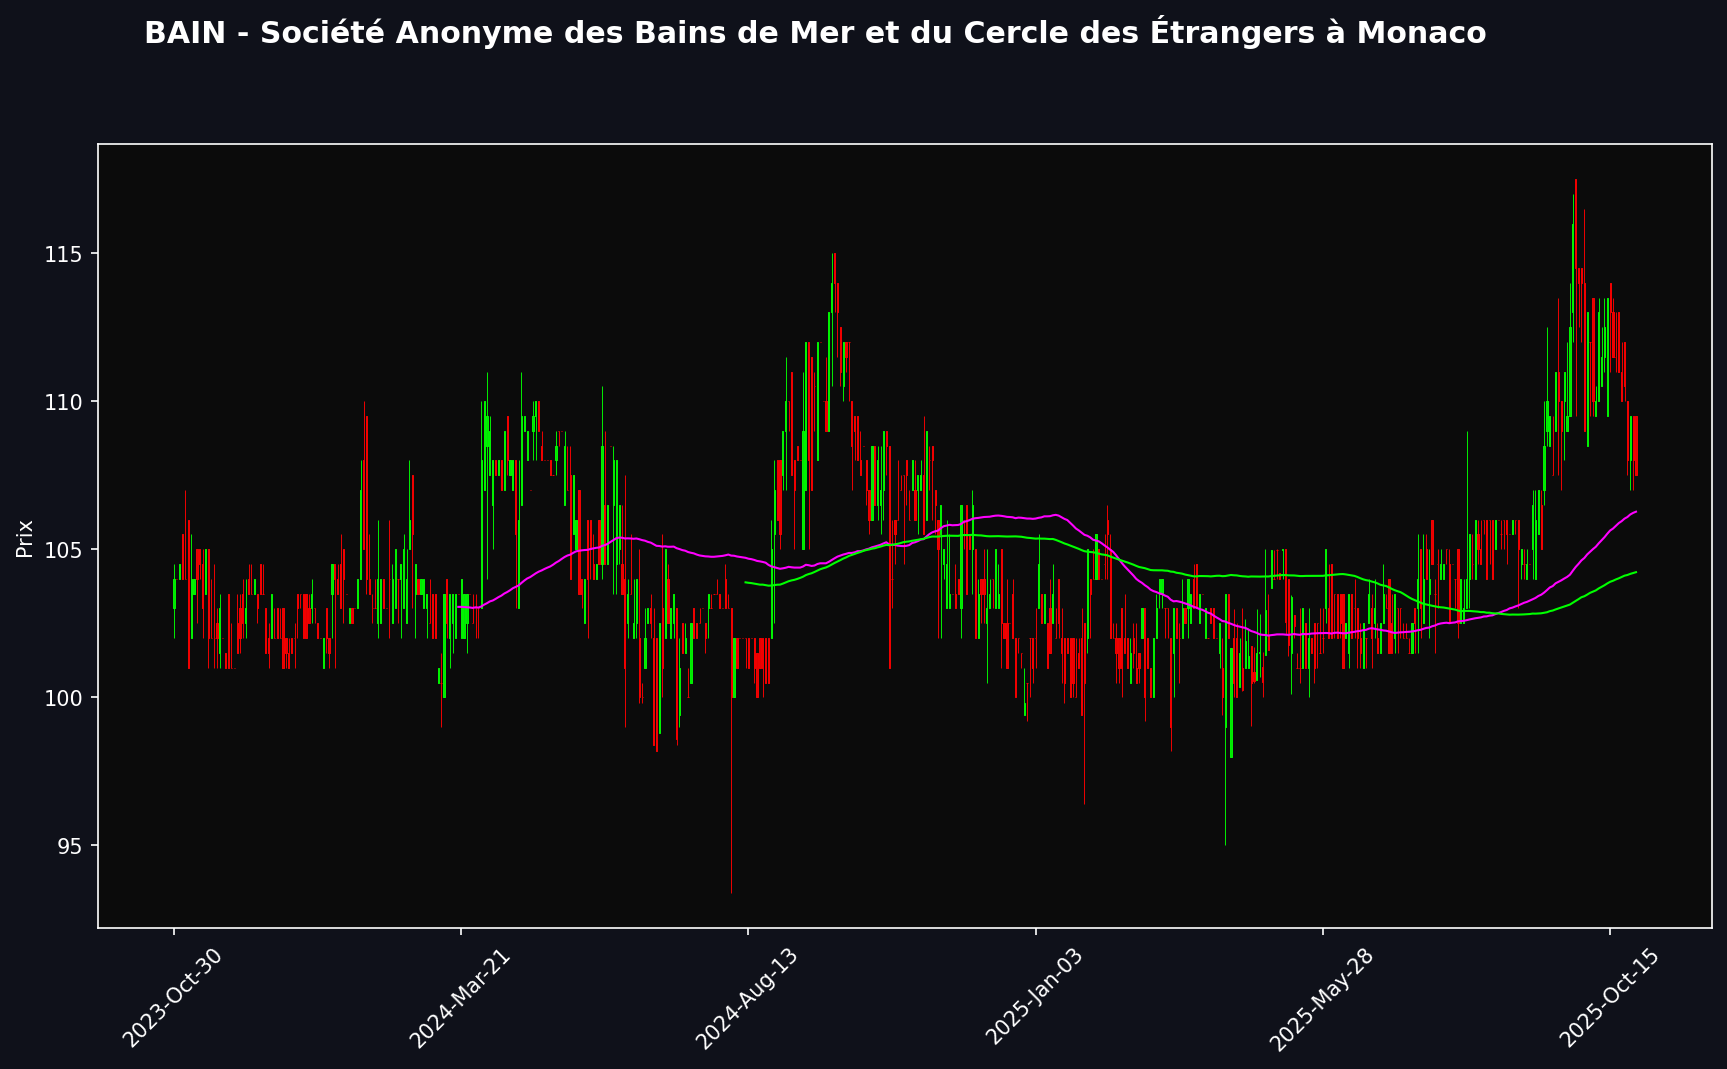 BAIN - Société Anonyme des Bains de Mer et du Cercle des Étrangers à Monaco
Prix
115
110
105
100
95
2023-Oct-30
2024-Mar-21
2024-Aug-13
2025-Jan-03
2025-May-28
2025-Oct-15